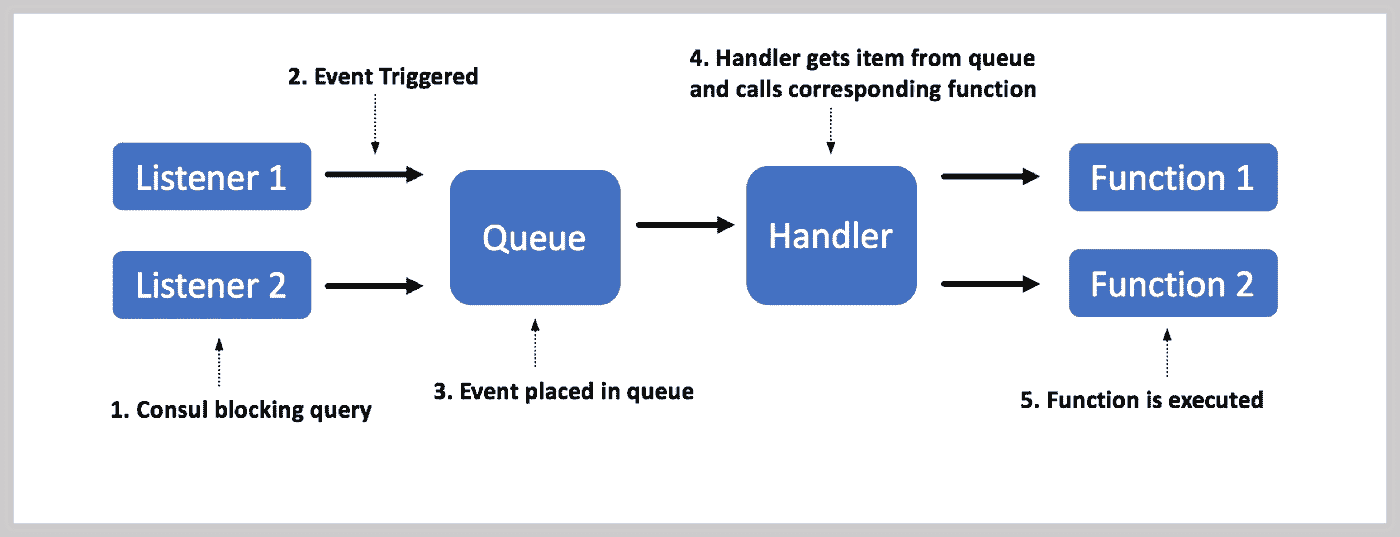 2. Event Triggered
4. Handler gets item from queue
and calls corresponding function
Listener 1
Listener 2
Queue
Handler
Function 1
Function 2
1. Consul blocking query
3. Event placed in queue
5. Function is executed